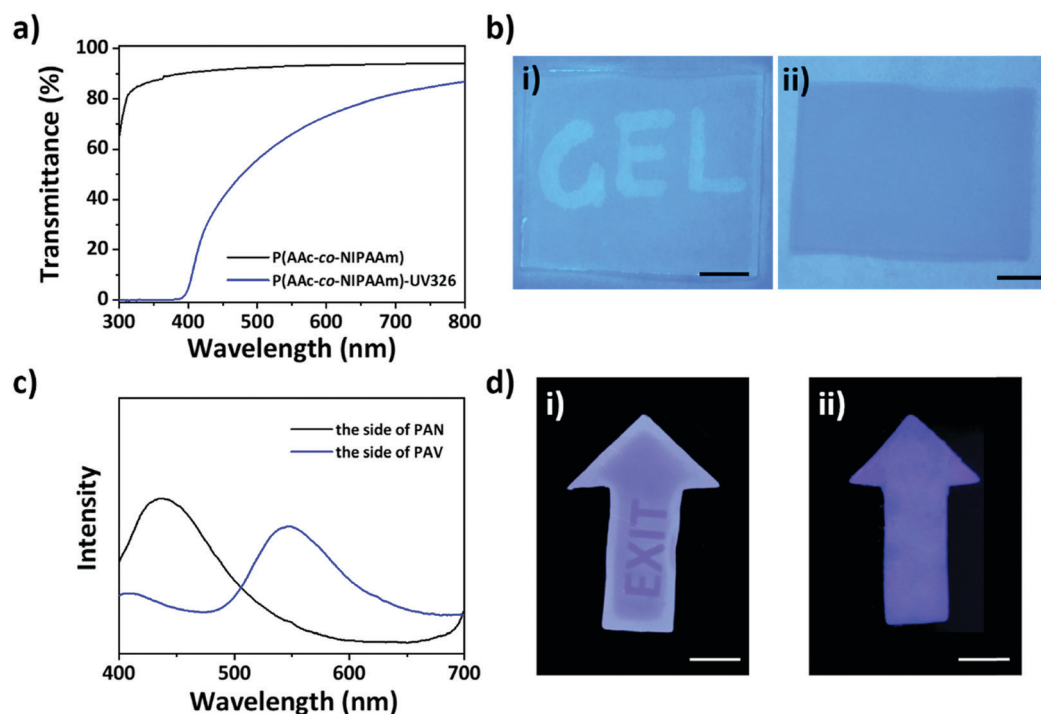 a)
100
80
60
40
20
0
Transmittance (%)
P(AAc-co-NIPAAm)
P(AAc-co-NIPAAm)-UV326
300 400 500 600 700 800
Wavelength (nm)
b)
i)
GEL
ii)
c)
Intensity
the side of PAN
the side of PAV
400 500 600 700
Wavelength (nm)
d)
i)
EXIT
ii)